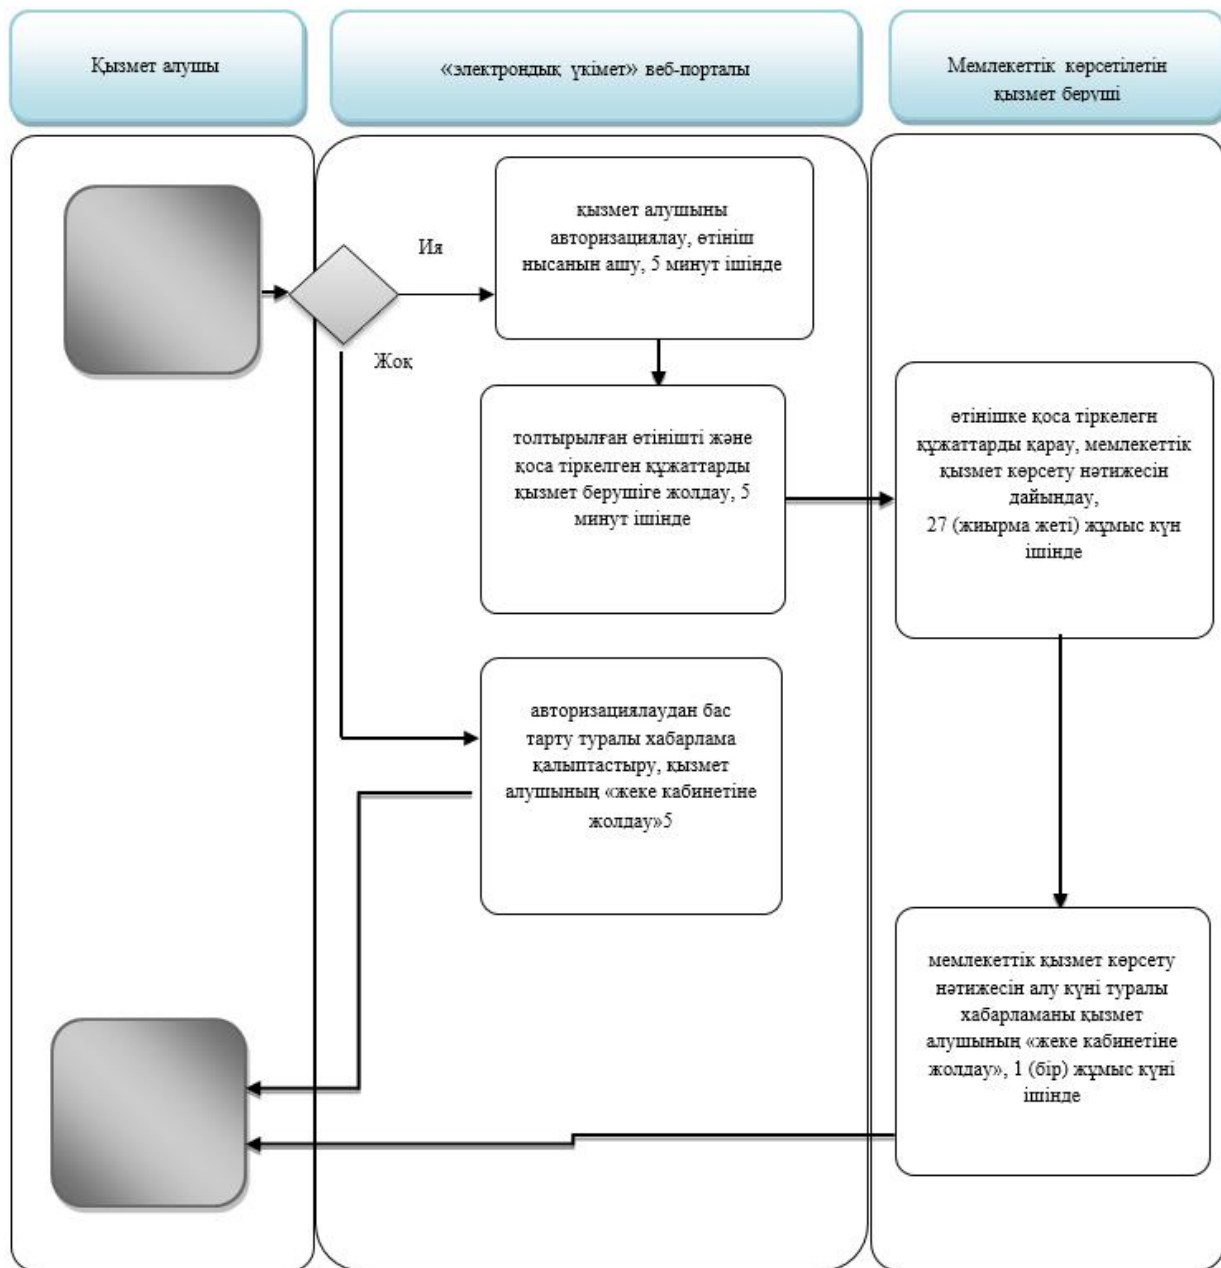 Қызмет алушы
«электрондық үкімет» веб-порталы
Мемлекеттік көрсетілетін
қызмет беруші
қызмет алушыны
авторизациялау, өтініш
нысанын ашу, 5 минут ішінде
Ия
Жоқ
толтырылған өтінішті және
қоса тіркелген құжаттарды
қызмет берушіге жолдау, 5
минут ішінде
өтінішке қоса тіркелегн
құжаттарды қарау, мемлекеттік
қызмет көрсету нәтижесін
дайындау,
27 (жиырма жеті) жұмыс күн
ішінде
авторизациялаудан бас
тарту туралы хабарлама
қалыптастыру, қызмет
алушының «жеке кабинетіне
жолдау»5
мемлекеттік қызмет көрсету
нәтижесін алу күні туралы
хабарламаны қызмет
алушының «жеке кабинетіне
жолдау», 1 (бір) жұмыс күні
ішінде